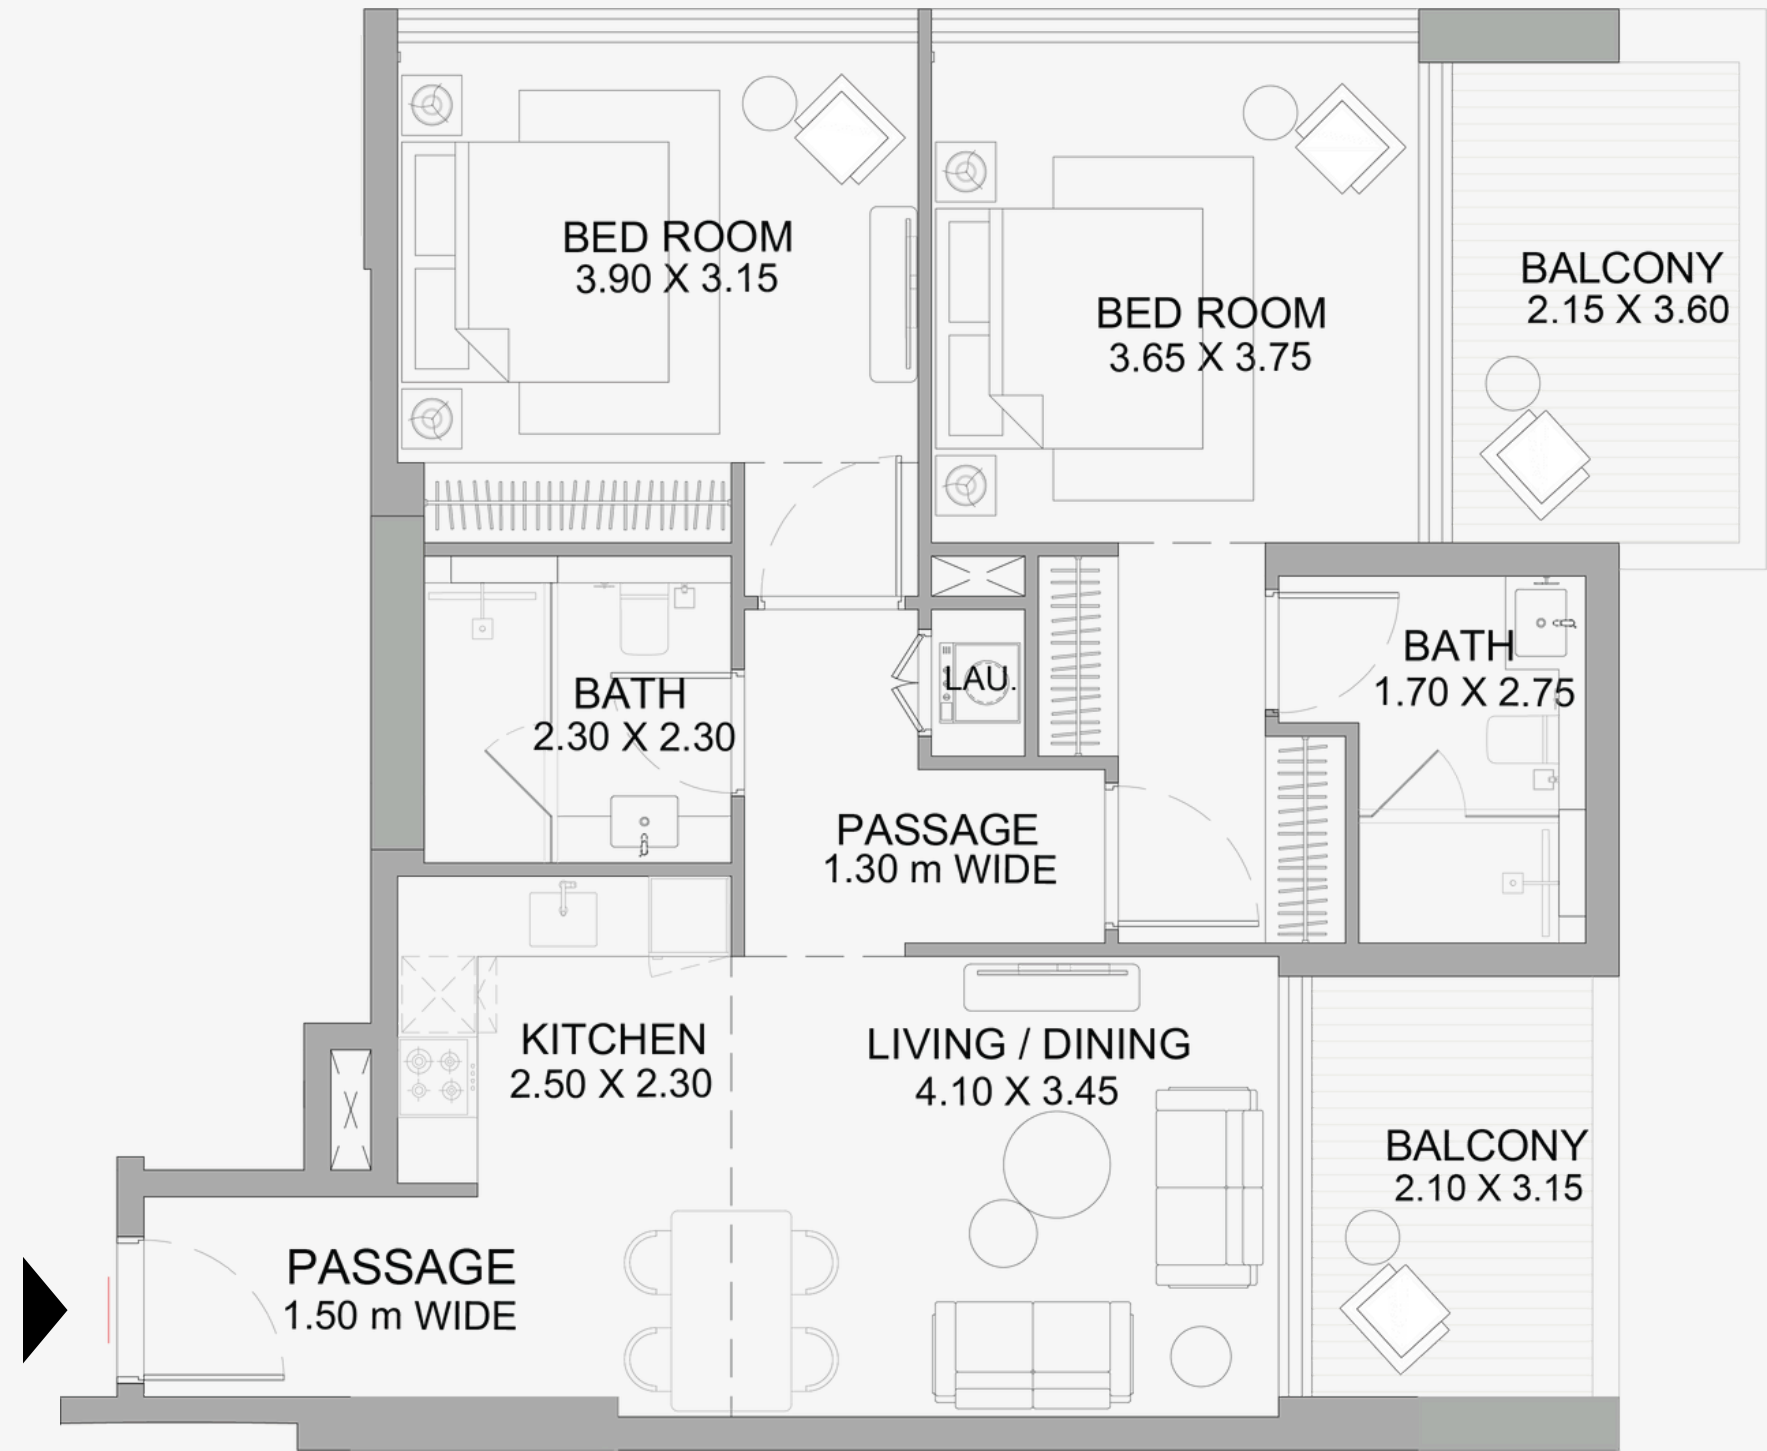 BED ROOM
3.90 X 3.15
BED ROOM
3.65 X 3.75
BALCONY
2.15 X 3.60
BATH
2.30 X 2.30
LAU.
BATH
1.70 X 2.75
PASSAGE
1.30 m WIDE
KITCHEN
2.50 X 2.30
LIVING / DINING
4.10 X 3.45
BALCONY
2.10 X 3.15
PASSAGE
1.50 m WIDE